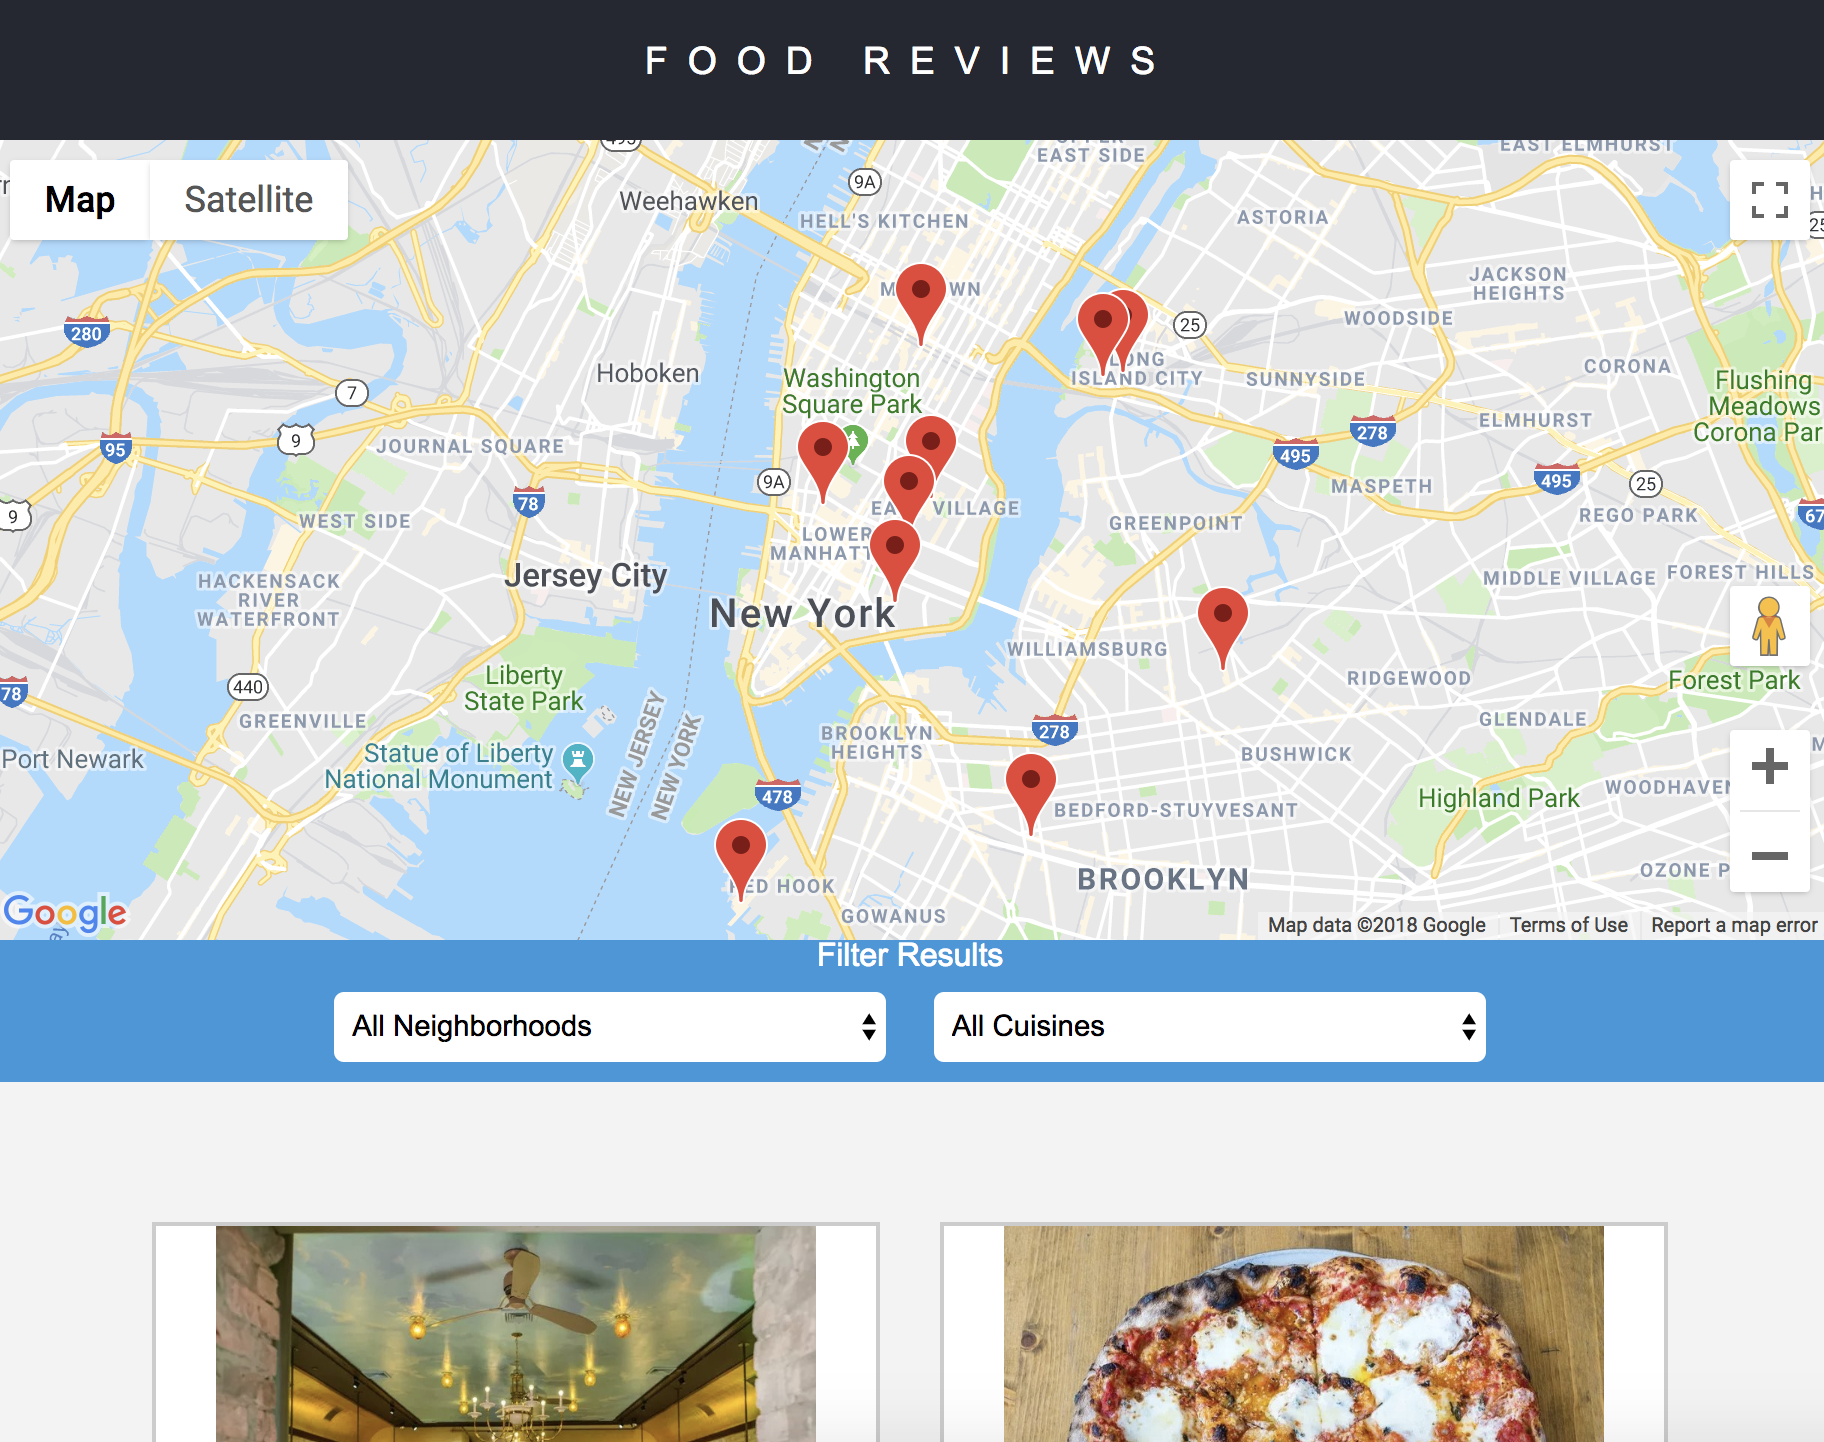 FOOD REVIEWS
Map
Satellite
UPPER
EAST SIDE
EAST ELMHURST
Weehawken
9A
HELL'S KITCHEN
ASTORIA
25
JACKSON
HEIGHTS
WOODSIDE
25
280
Hoboken
LONG
ISLAND CITY
SUNNYSIDE
CORONA
Washington
Square Park
Flushing
Meadows
Corona Par
7
9
95
JOURNAL SQUARE
ELMHURST
278
495
495
25
9A
78
MASPETH
VILLAGE
9
WEST SIDE
GREENPOINT
REGO PARK
67
LOWER
MANHATT
HACKENSACK
RIVER
WATERFRONT
Jersey City
New York
MIDDLE VILLAGE
FOREST HILLS
WILLIAMSBURG
RIDGEWOOD
Forest Park
Liberty
State Park
78
440
GREENVILLE
GLENDALE
NEW JERSEY
NEW YORK
BROOKLYN
HEIGHTS
278
BUSHWICK
Port Newark
Statue of Liberty
National Monument
478
WOODHAVEN
Highland Park
BEDFORD-STUYVESANT
RED HOOK
BROOKLYN
OZONE P
GOWANUS
Google
Map data ©2018 Google
Terms of Use
Report a map error
Filter Results
All Neighborhoods
All Cuisines